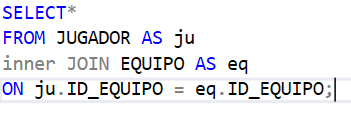 SELECT*
FROM JUGADOR AS ju
inner JOIN EQUIPO AS eq
ON ju.ID_EQUIPO = eq.ID_EQUIPO;